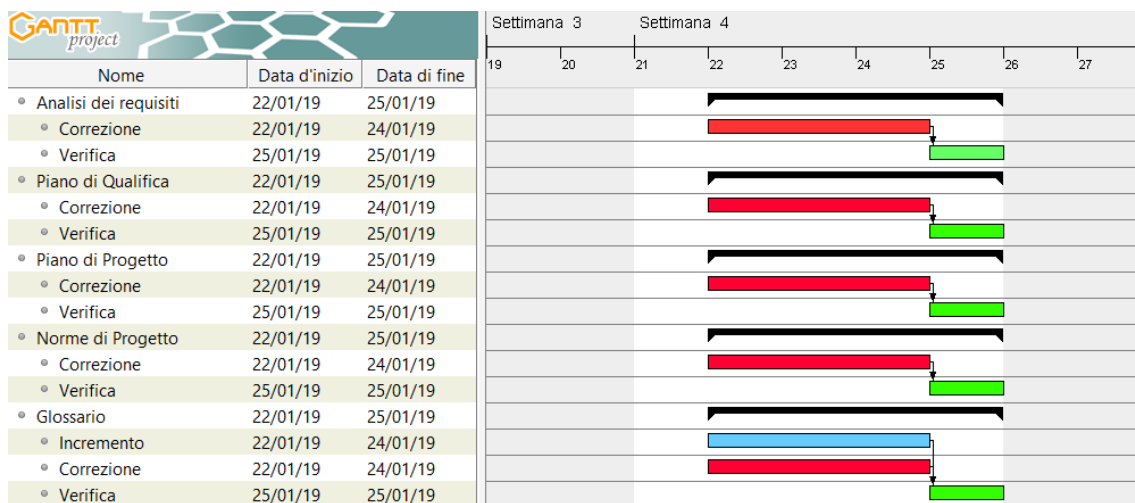 GANTT
project
Settimana 3 Settimana 4
19 20 21 22 23 24 25 26 27
Nome Data d'inizio Data di fine
Analisi dei requisiti 22/01/19 25/01/19
Correzione 22/01/19 24/01/19
Verifica 25/01/19 25/01/19
Piano di Qualifica 22/01/19 25/01/19
Correzione 22/01/19 24/01/19
Verifica 25/01/19 25/01/19
Piano di Progetto 22/01/19 25/01/19
Correzione 22/01/19 24/01/19
Verifica 25/01/19 25/01/19
Norme di Progetto 22/01/19 25/01/19
Correzione 22/01/19 24/01/19
Verifica 25/01/19 25/01/19
Glossario 22/01/19 25/01/19
Incremento 22/01/19 24/01/19
Correzione 22/01/19 24/01/19
Verifica 25/01/19 25/01/19